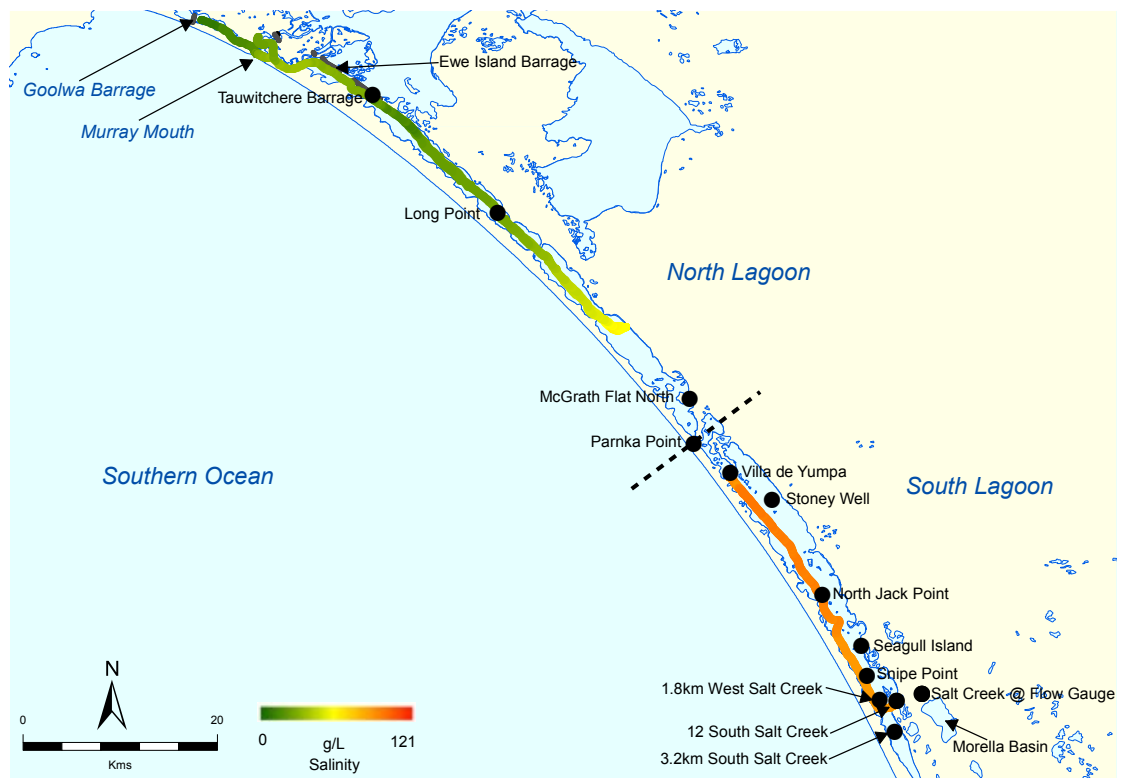 Goolwa Barrage
Murray Mouth
Ewe Island Barrage
Tauwitchere Barrage
Long Point
North Lagoon
McGrath Flat North
Parnka Point
Southern Ocean
Villa de Yumpa
Stoney Well
South Lagoon
North Jack Point
Seagull Island
Snipe Point
1.8km West Salt Creek
Salt Creek @ Flow Gauge
12 South Salt Creek
Morella Basin
3.2km South Salt Creek
N
0 20
Kms
0 g/L 121
Salinity